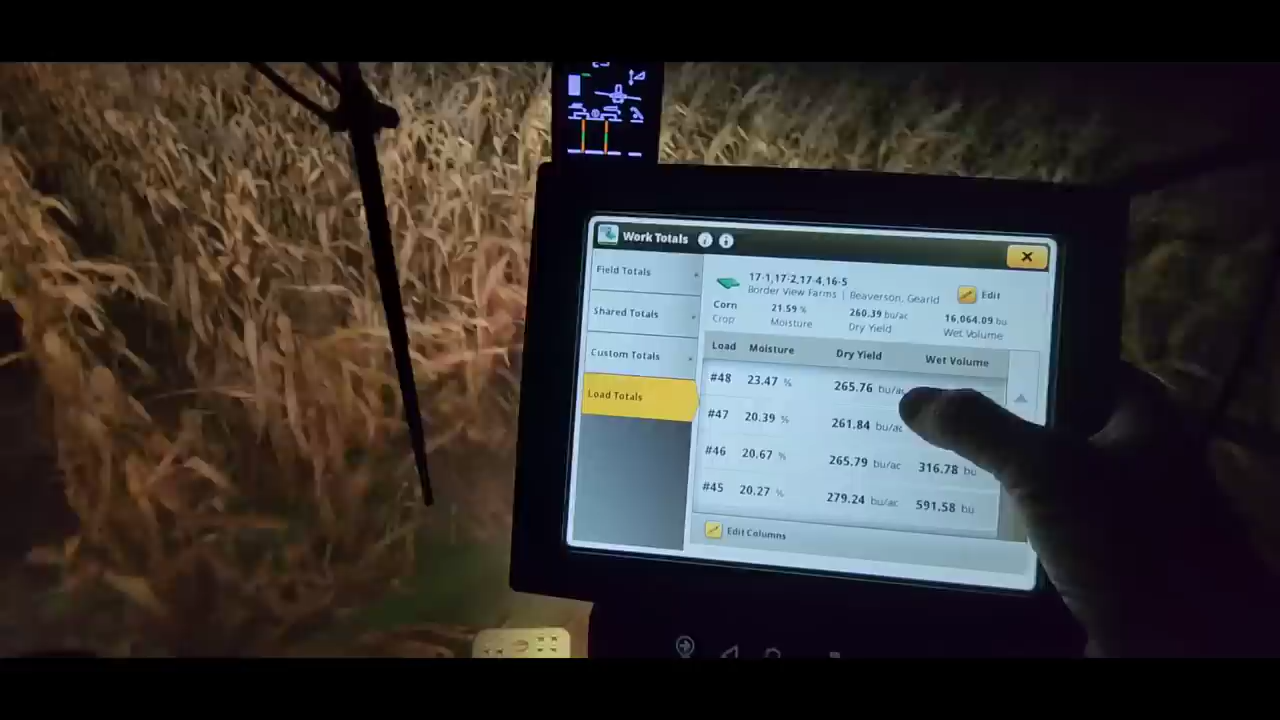 Work Totals
Field Totals
Shared Totals
Custom Totals
Load Totals
17-1,17-2,17-4,16-5
Border View Farms | Beaverson, Gearld
Edit
Corn 21.59 % 260.39 bu/ac 16,064.09 bu
Crop Moisture Dry Yield Wet Volume
Load Moisture Dry Yield Wet Volume
#48 23.47 % 265.76 bu/ac
#47 20.39 % 261.84 bu/ac
#46 20.67 % 265.79 bu/ac 316.78 bu
#45 20.27 % 279.24 bu/ac 591.58 bu
Edit Columns